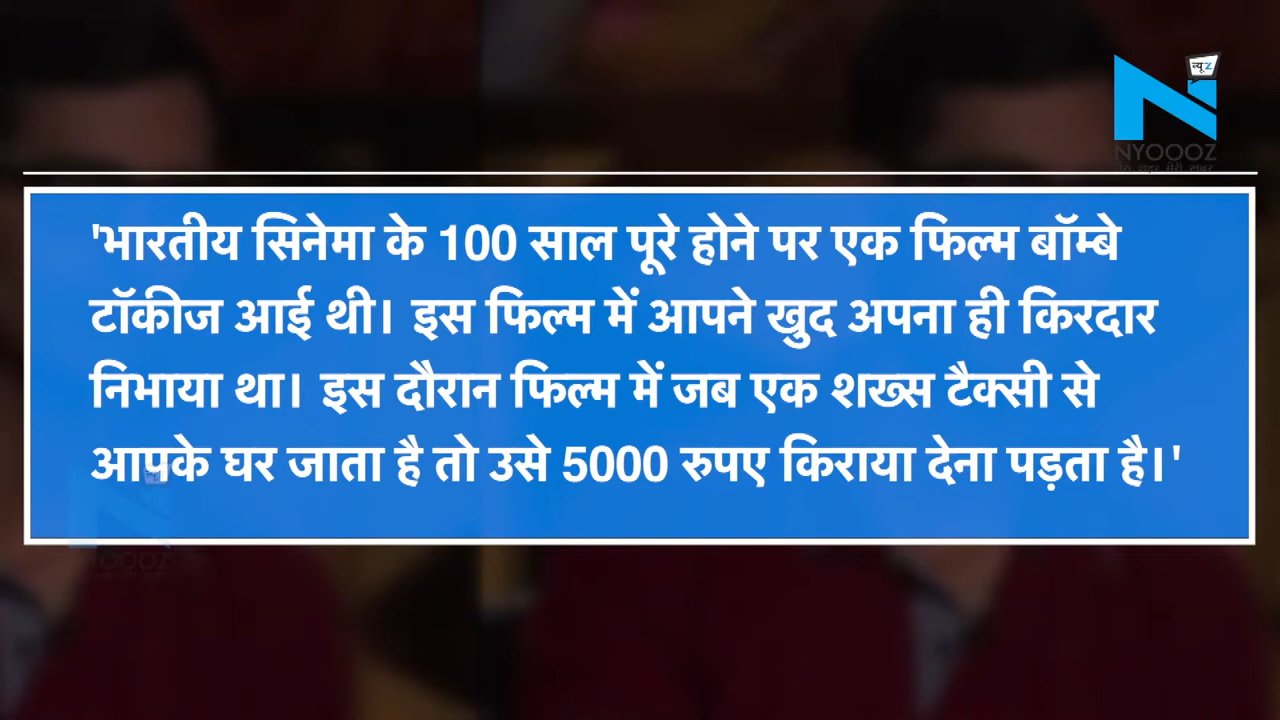 न्यूz
NYOOOZ
'भारतीय सिनेमा के 100 साल पूरे होने पर एक फिल्म बॉम्बे
टॉकीज आई थी। इस फिल्म में आपने खुद अपना ही किरदार
निभाया था। इस दौरान फिल्म में जब एक शख्स टैक्सी से
आपके घर जाता है तो उसे 5000 रुपए किराया देना पड़ता है।'